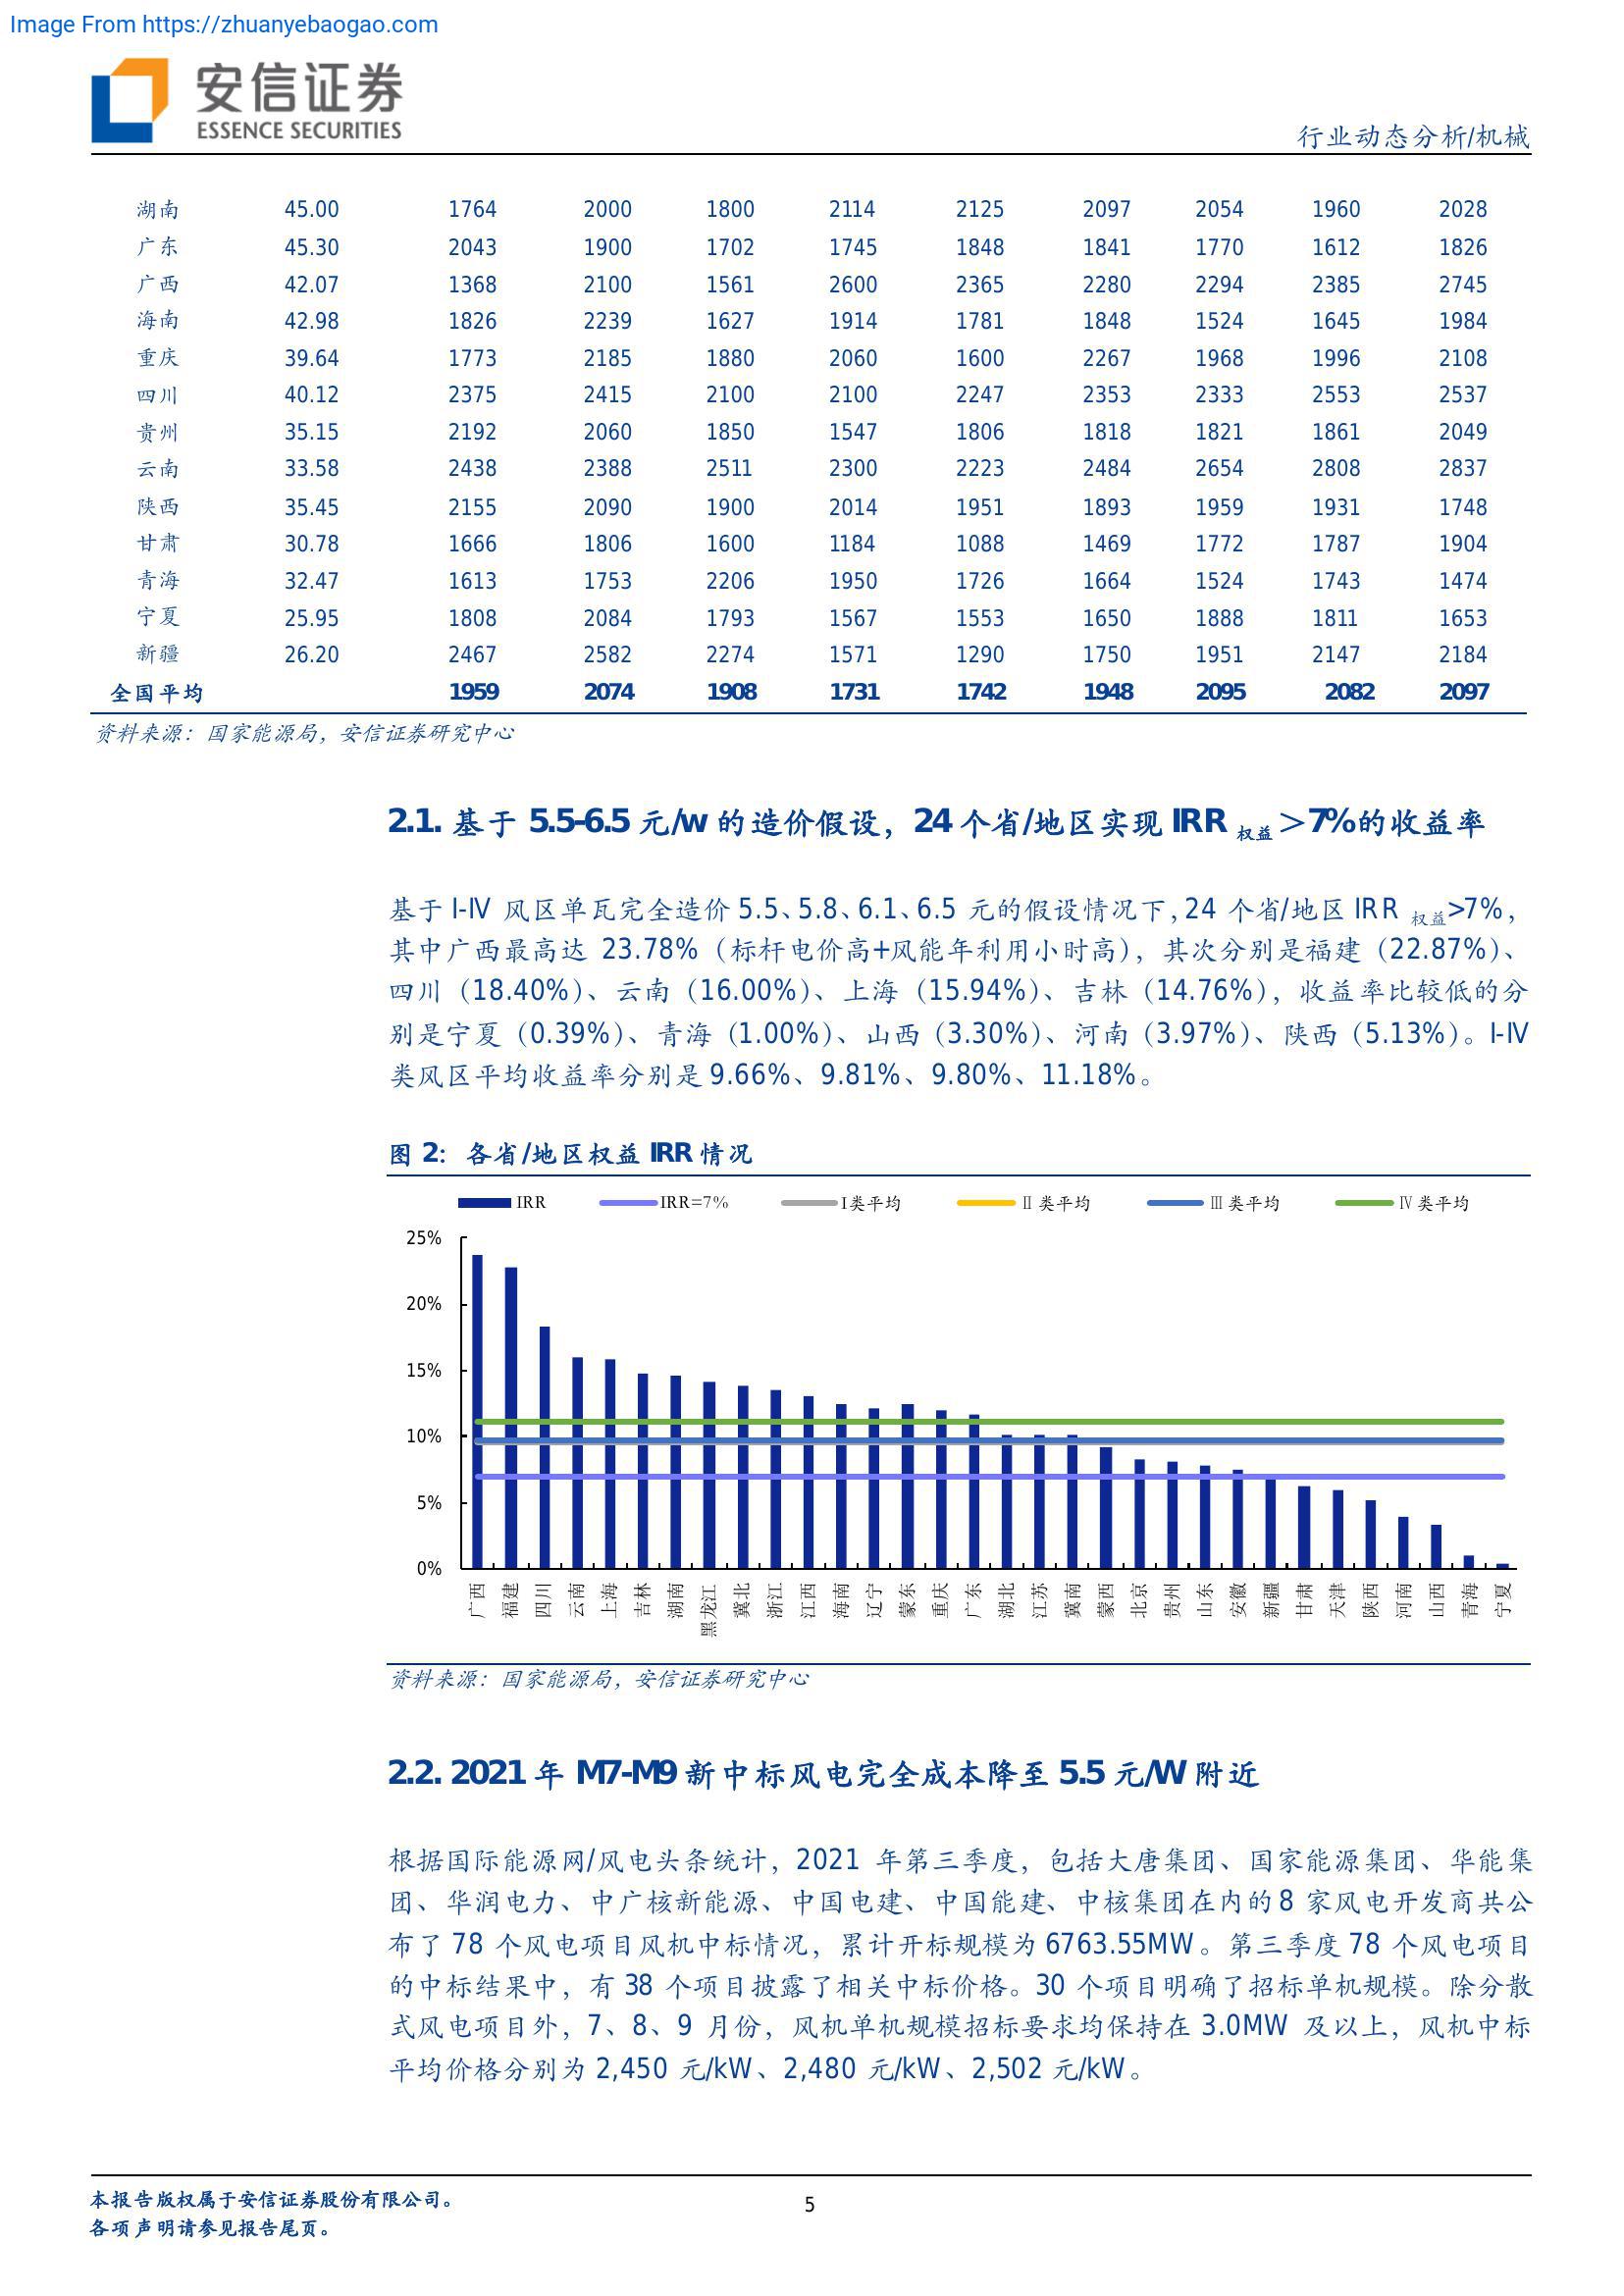 Image From https://zhuanyebaogao.com
安信证券
ESSENCE SECURITIES
行业动态分析/机械
湖南 45.00 1764 2000 1800 2114 2125 2097 2054 1960 2028
广东 45.30 2043 1900 1702 1745 1848 1841 1770 1612 1826
广西 42.07 1368 2100 1561 2600 2365 2280 2294 2385 2745
海南 42.98 1826 2239 1627 1914 1781 1848 1524 1645 1984
重庆 39.64 1773 2185 1880 2060 1600 2267 1968 1996 2108
四川 40.12 2375 2415 2100 2100 2247 2353 2333 2553 2537
贵州 35.15 2192 2060 1850 1547 1806 1818 1821 1861 2049
云南 33.58 2438 2388 2511 2300 2223 2484 2654 2808 2837
陕西 35.45 2155 2090 1900 2014 1951 1893 1959 1931 1748
甘肃 30.78 1666 1806 1600 1184 1088 1469 1772 1787 1904
青海 32.47 1613 1753 2206 1950 1726 1664 1524 1743 1474
宁夏 25.95 1808 2084 1793 1567 1553 1650 1888 1811 1653
新疆 26.20 2467 2582 2274 1571 1290 1750 1951 2147 2184
全国平均 1959 2074 1908 1731 1742 1948 2095 2082 2097
资料来源：国家能源局，安信证券研究中心
2.1. 基于 5.5-6.5 元/w 的造价假设，24 个省/地区实现 IRR 权益＞7%的收益率
基于 I-IV 风区单瓦完全造价 5.5、5.8、6.1、6.5 元的假设情况下，24 个省/地区 IRR 权益>7%，
其中广西最高达 23.78%（标杆电价高+风能年利用小时高），其次分别是福建（22.87%）、
四川（18.40%）、云南（16.00%）、上海（15.94%）、吉林（14.76%），收益率比较低的分
别是宁夏（0.39%）、青海（1.00%）、山西（3.30%）、河南（3.97%）、陕西（5.13%）。I-IV
类风区平均收益率分别是 9.66%、9.81%、9.80%、11.18%。
图 2：各省/地区权益 IRR 情况
IRR IRR=7% I类平均 II 类平均 III 类平均 IV 类平均
25%
20%
15%
10%
5%
0%
广西 福建 四川 云南 上海 吉林 湖南 黑龙江 冀北 浙江 江西 海南 辽宁 蒙东 重庆 广东 湖北 江苏 冀南 蒙西 北京 贵州 山东 安徽 新疆 甘肃 天津 陕西 河南 山西 青海 宁夏
资料来源：国家能源局，安信证券研究中心
2.2. 2021 年 M7-M9 新中标风电完全成本降至 5.5 元/W 附近
根据国际能源网/风电头条统计，2021 年第三季度，包括大唐集团、国家能源集团、华能集
团、华润电力、中广核新能源、中国电建、中国能建、中核集团在内的 8 家风电开发商共公
布了 78 个风电项目风机中标情况，累计开标规模为 6763.55MW。第三季度 78 个风电项目
的中标结果中，有 38 个项目披露了相关中标价格。30 个项目明确了招标单机规模。除分散
式风电项目外，7、8、9 月份，风机单机规模招标要求均保持在 3.0MW 及以上，风机中标
平均价格分别为 2,450 元/kW、2,480 元/kW、2,502 元/kW。
本报告版权属于安信证券股份有限公司。
5
各项声明请参见报告尾页。